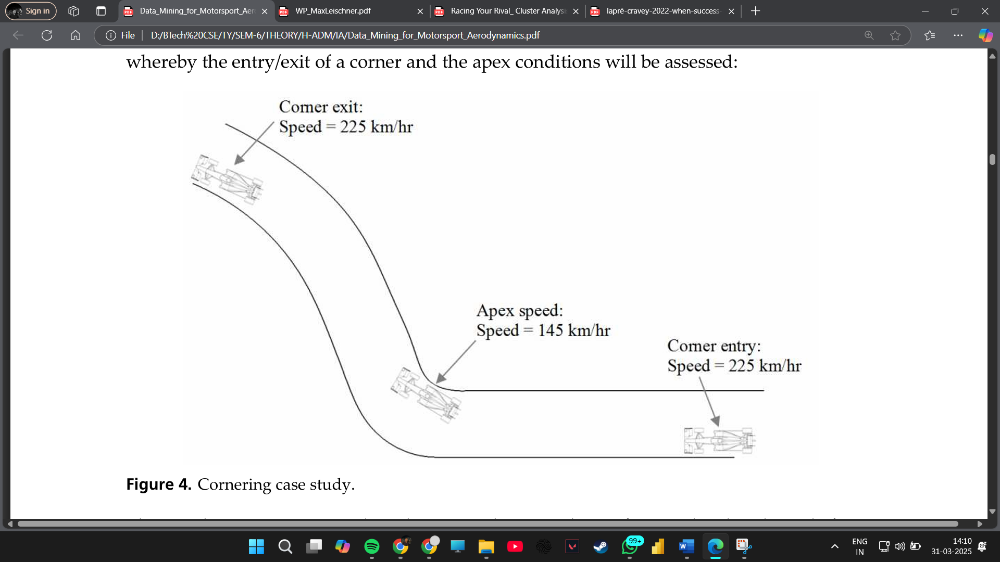 Sign in
Data_Mining_for_Motorsport_Aer
WP_MaxLeischner.pdf
Racing Your Rival_ Cluster Analysi
lapré-cravey-2022-when-success-
File
D:/BTech%20CSE/TY/SEM-6/THEORY/H-ADM/IA/Data_Mining_for_Motorsport_Aerodynamics.pdf
whereby the entry/exit of a corner and the apex conditions will be assessed:
Corner exit:
Speed = 225 km/hr
Apex speed:
Speed = 145 km/hr
Corner entry:
Speed = 225 km/hr
Figure 4. Cornering case study.
99+
ENG
IN
14:10
31-03-2025